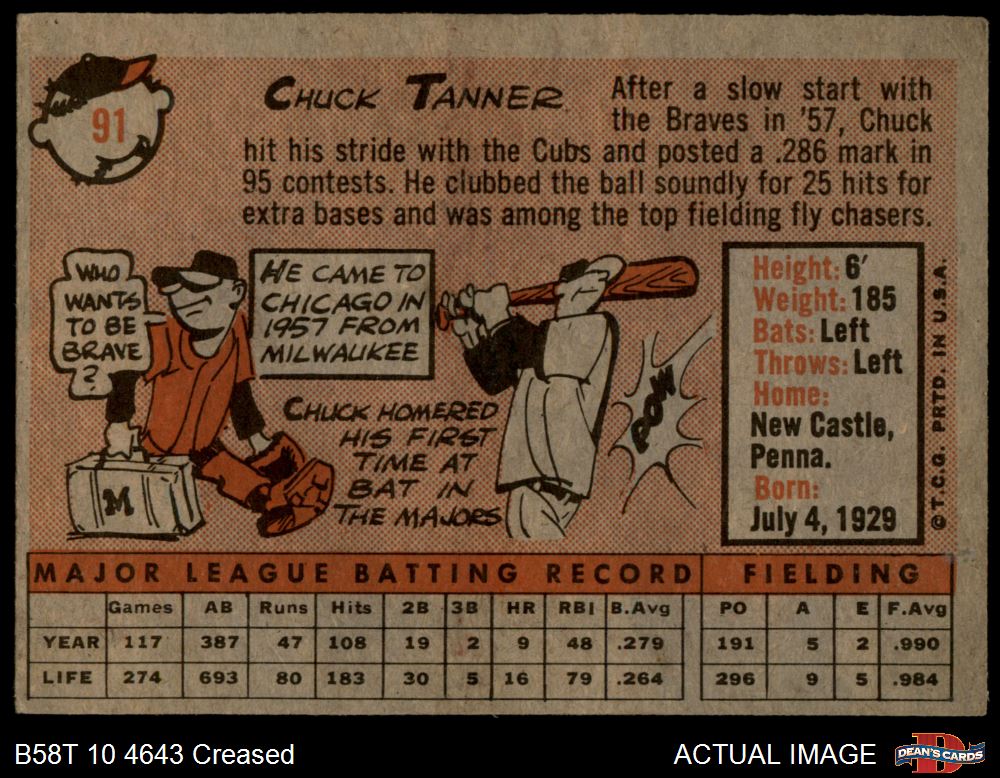 91
CHUCK TANNER
After a slow start with
the Braves in '57, Chuck
hit his stride with the Cubs and posted a .286 mark in
95 contests. He clubbed the ball soundly for 25 hits for
extra bases and was among the top fielding fly chasers.
WHO
WANTS
TO BE
BRAVE
?
HE CAME TO
CHICAGO IN
1957 FROM
MILWAUKEE
M
CHUCK HOMERED
HIS FIRST
TIME AT
BAT IN
THE MAJORS
POW
Height: 6'
Weight: 185
Bats: Left
Throws: Left
Home:
New Castle,
Penna.
Born:
July 4, 1929
© T.C.G. PRTD. IN U.S.A.
MAJOR LEAGUE BATTING RECORD FIELDING
Games AB Runs Hits 2B 3B HR RBI B.Avg PO A E F.Avg
YEAR 117 387 47 108 19 2 9 48 .279 191 5 2 .990
LIFE 274 693 80 183 30 5 16 79 .264 296 9 5 .984
B58T 10 4643 Creased
ACTUAL IMAGE
DEAN'S CARDS